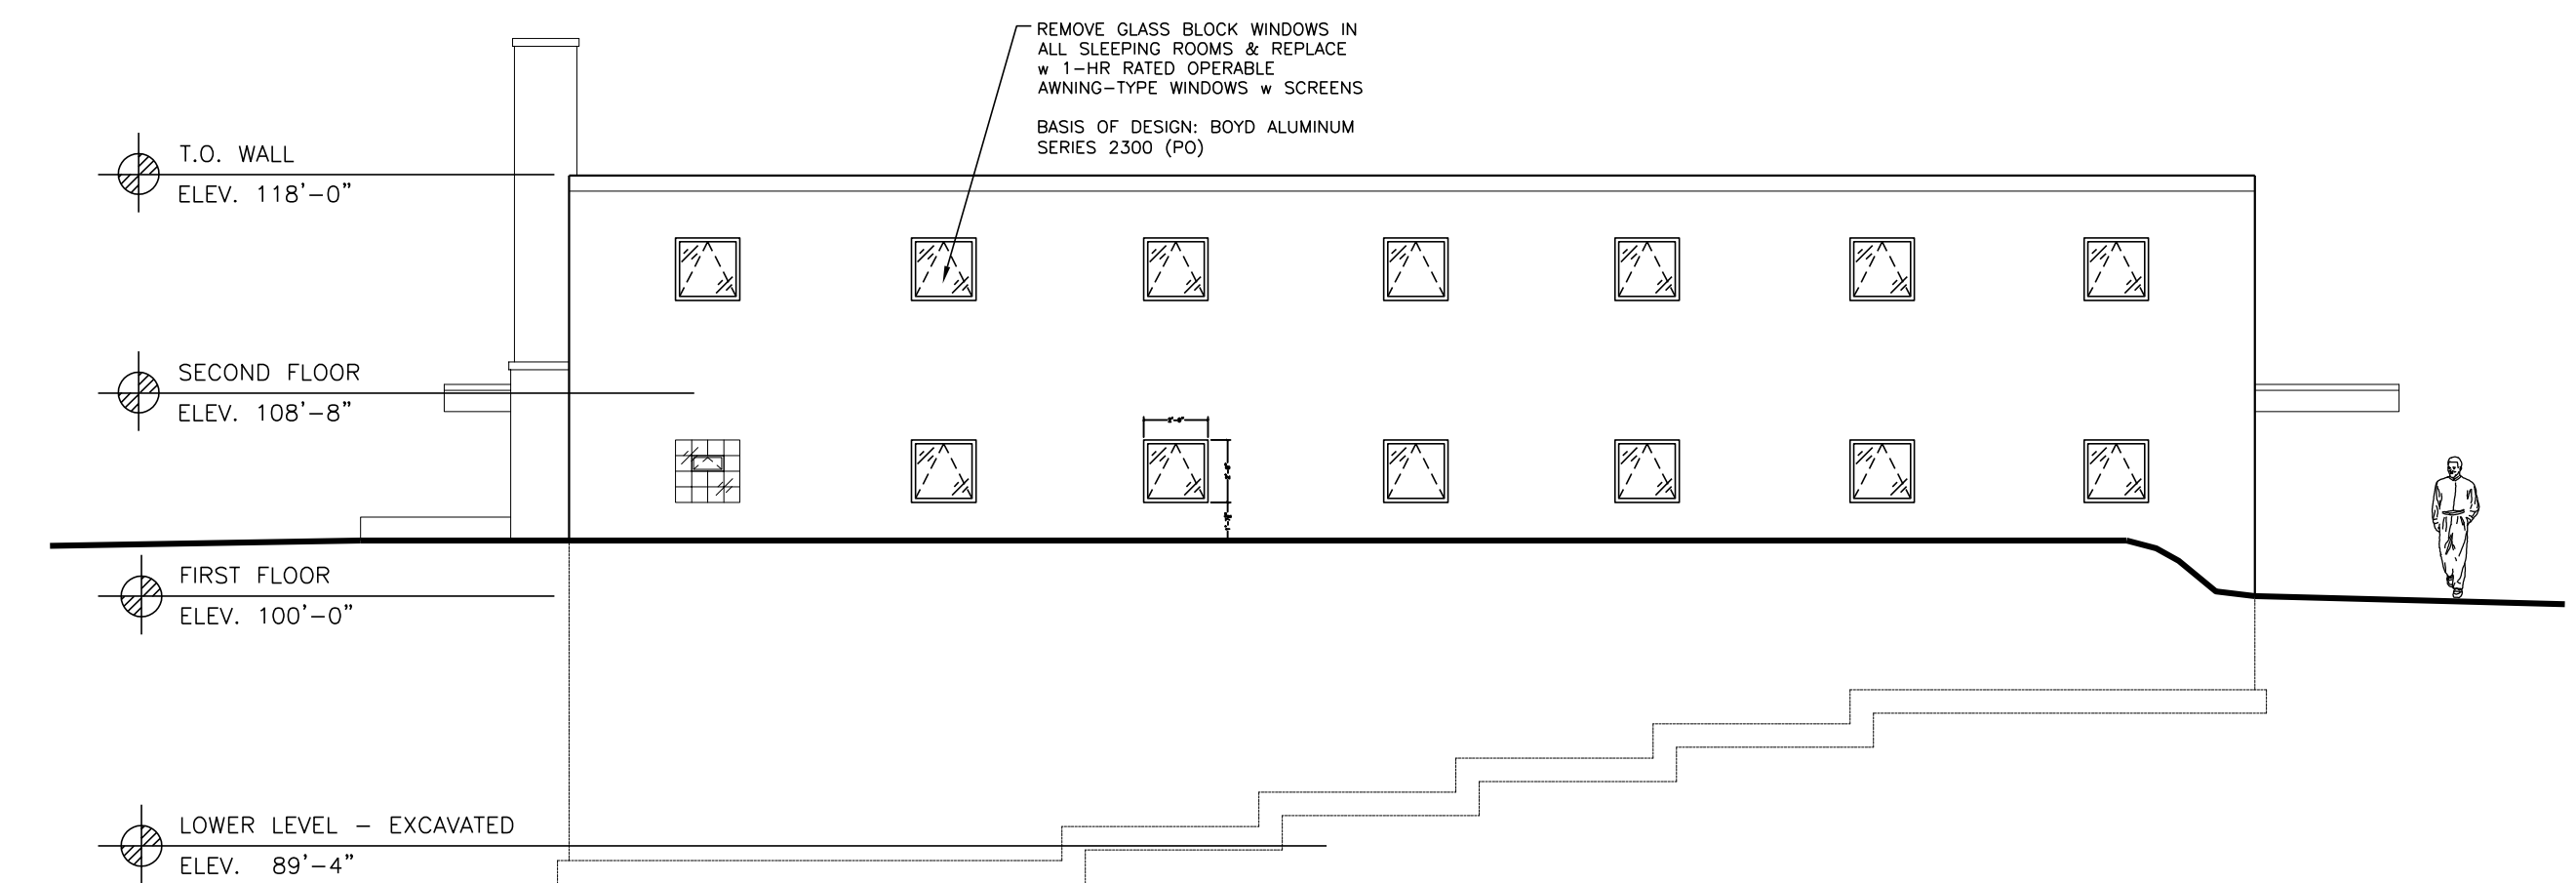 REMOVE GLASS BLOCK WINDOWS IN
ALL SLEEPING ROOMS & REPLACE
w 1-HR RATED OPERABLE
AWNING-TYPE WINDOWS w SCREENS
BASIS OF DESIGN: BOYD ALUMINUM
SERIES 2300 (PO)
T.O. WALL
ELEV. 118'-0"
SECOND FLOOR
ELEV. 108'-8"
FIRST FLOOR
ELEV. 100'-0"
LOWER LEVEL - EXCAVATED
ELEV. 89'-4"